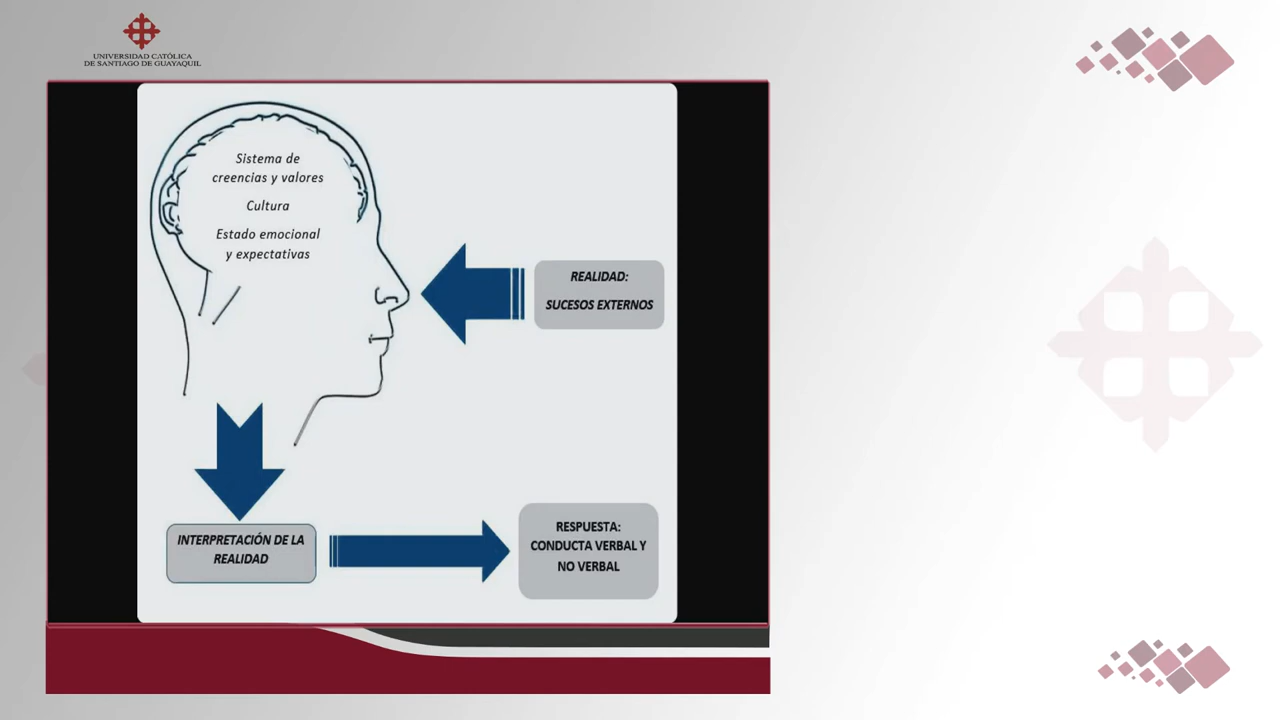 UNIVERSIDAD CATÓLICA
DE SANTIAGO DE GUAYAQUIL
Sistema de
creencias y valores
Cultura
Estado emocional
y expectativas
REALIDAD:
SUCESOS EXTERNOS
INTERPRETACIÓN DE LA
REALIDAD
RESPUESTA:
CONDUCTA VERBAL Y
NO VERBAL